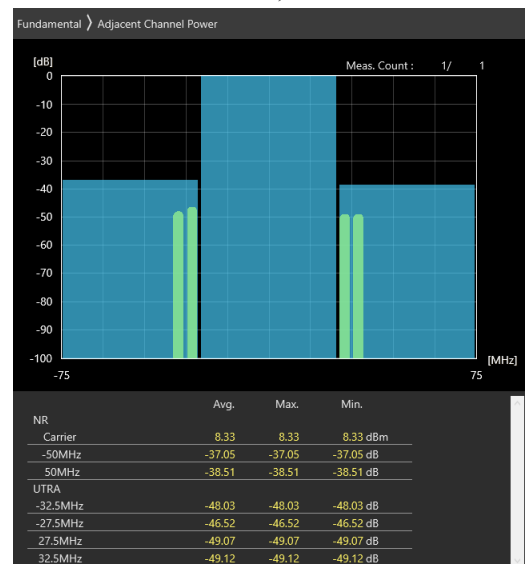 Fundamental 〉 Adjacent Channel Power
[dB] Meas. Count : 1/ 1
0
-10
-20
-30
-40
-50
-60
-70
-80
-90
-100 [MHz]
-75 75
Avg. Max. Min.
NR
Carrier 8.33 8.33 8.33 dBm
-50MHz -37.05 -37.05 -37.05 dB
50MHz -38.51 -38.51 -38.51 dB
UTRA
-32.5MHz -48.03 -48.03 -48.03 dB
-27.5MHz -46.52 -46.52 -46.52 dB
27.5MHz -49.07 -49.07 -49.07 dB
32.5MHz -49.12 -49.12 -49.12 dB